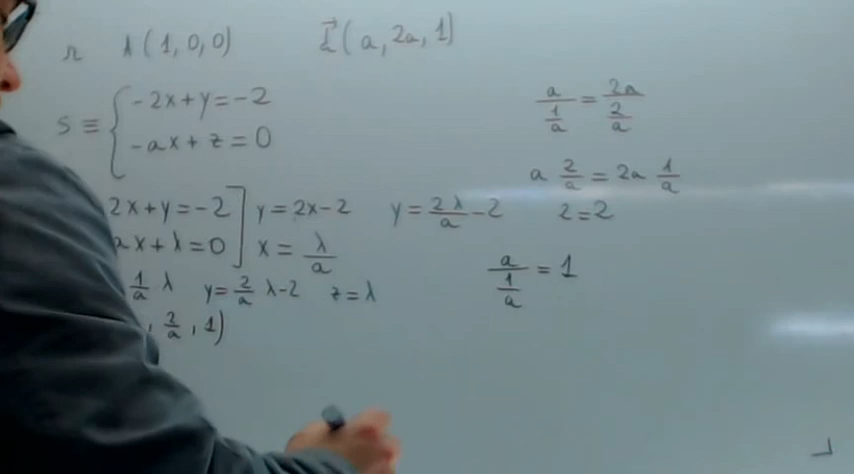 r A(1,0,0) d⃗(a,2a,1)
s ≡ { -2x+y=-2
-ax+z=0
2x+y=-2 ] y=2x-2 y=2λ/a-2
ax+λ=0 ] x=λ/a
1/a λ y=2/a λ-2 z=λ
, 2/a , 1)
a/(1/a) = 2a/(2/a)
a 2/a = 2a 1/a
2=2
a/(1/a) = 1